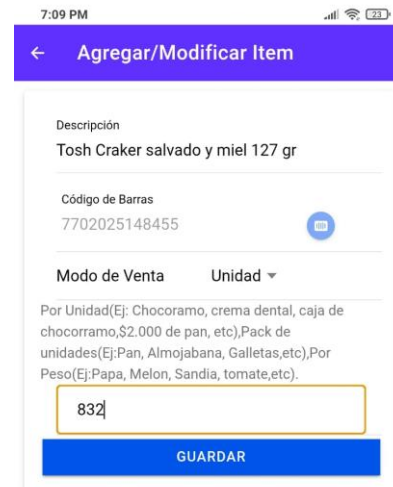 7:09 PM 23
Agregar/Modificar Item
Descripción
Tosh Craker salvado y miel 127 gr
Código de Barras
7702025148455
Modo de Venta Unidad
Por Unidad(Ej: Chocoramo, crema dental, caja de
chocorramo,$2.000 de pan, etc),Pack de
unidades(Ej:Pan, Almojabana, Galletas,etc),Por
Peso(Ej:Papa, Melon, Sandia, tomate,etc).
832
GUARDAR